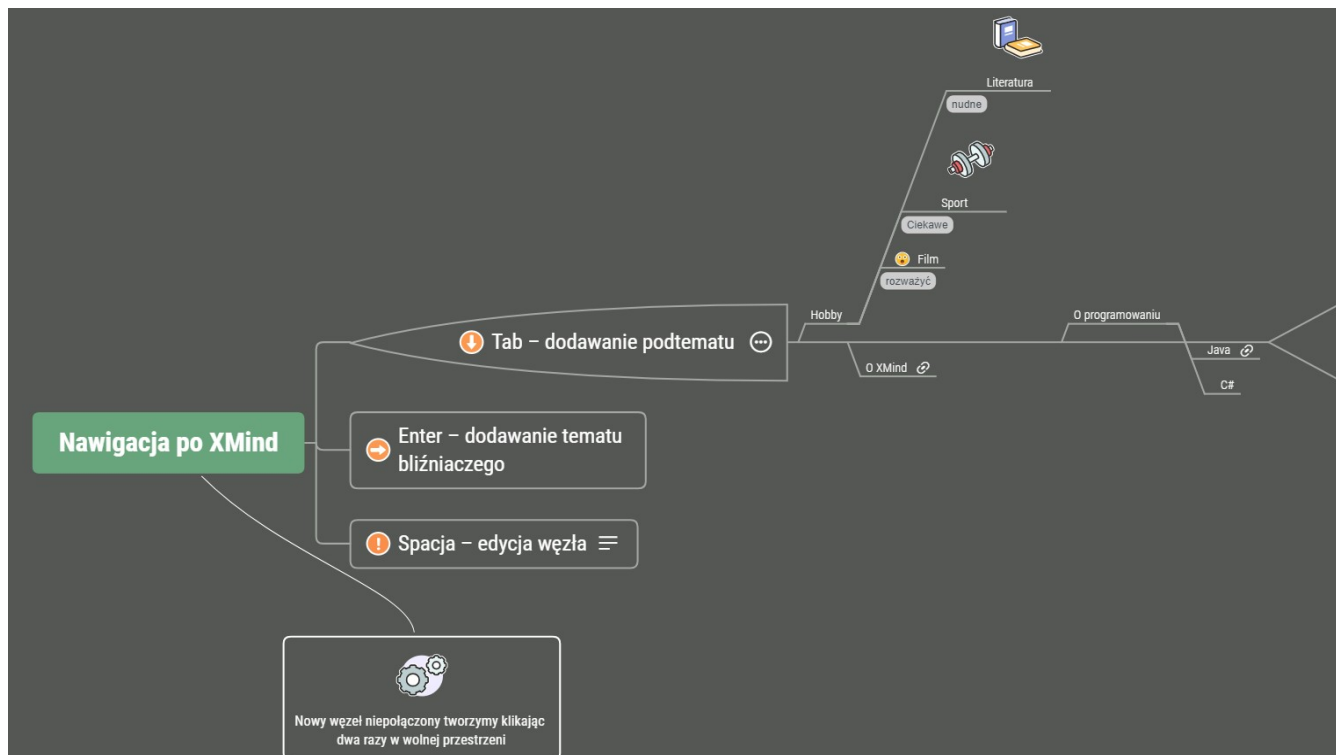 Literatura
nudne
Sport
Ciekawe
Film
rozważyć
Hobby
O programowaniu
Tab – dodawanie podtematu
Java
O XMind
C#
Nawigacja po XMind
Enter – dodawanie tematu
bliźniaczego
Spacja – edycja węzła
Nowy węzeł niepołączony tworzymy klikając
dwa razy w wolnej przestrzeni